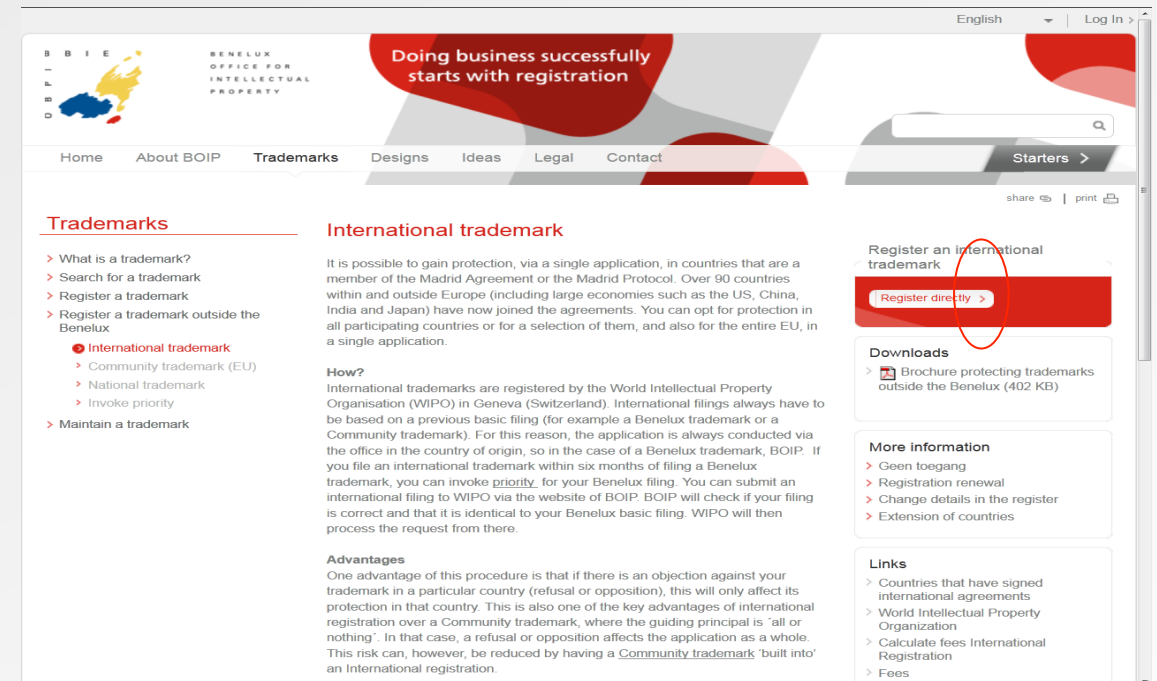 English | Log In >
B B I E
O B P I B
BENELUX
OFFICE FOR
INTELLECTUAL
PROPERTY
Doing business successfully
starts with registration
Home About BOIP Trademarks Designs Ideas Legal Contact
Starters >
share | print
Trademarks
> What is a trademark?
> Search for a trademark
> Register a trademark
> Register a trademark outside the
Benelux
International trademark
> Community trademark (EU)
> National trademark
> Invoke priority
> Maintain a trademark
International trademark
It is possible to gain protection, via a single application, in countries that are a
member of the Madrid Agreement or the Madrid Protocol. Over 90 countries
within and outside Europe (including large economies such as the US, China,
India and Japan) have now joined the agreements. You can opt for protection in
all participating countries or for a selection of them, and also for the entire EU, in
a single application.
How?
International trademarks are registered by the World Intellectual Property
Organisation (WIPO) in Geneva (Switzerland). International filings always have to
be based on a previous basic filing (for example a Benelux trademark or a
Community trademark). For this reason, the application is always conducted via
the office in the country of origin, so in the case of a Benelux trademark, BOIP. If
you file an international trademark within six months of filing a Benelux
trademark, you can invoke priority for your Benelux filing. You can submit an
international filing to WIPO via the website of BOIP. BOIP will check if your filing
is correct and that it is identical to your Benelux basic filing. WIPO will then
process the request from there.
Advantages
One advantage of this procedure is that if there is an objection against your
trademark in a particular country (refusal or opposition), this will only affect its
protection in that country. This is also one of the key advantages of international
registration over a Community trademark, where the guiding principal is ´all or
nothing´. In that case, a refusal or opposition affects the application as a whole.
This risk can, however, be reduced by having a Community trademark 'built into'
an International registration.
Register an international
trademark
Register directly >
Downloads
> Brochure protecting trademarks
outside the Benelux (402 KB)
More information
> Geen toegang
> Registration renewal
> Change details in the register
> Extension of countries
Links
> Countries that have signed
international agreements
> World Intellectual Property
Organization
> Calculate fees International
Registration
> Fees